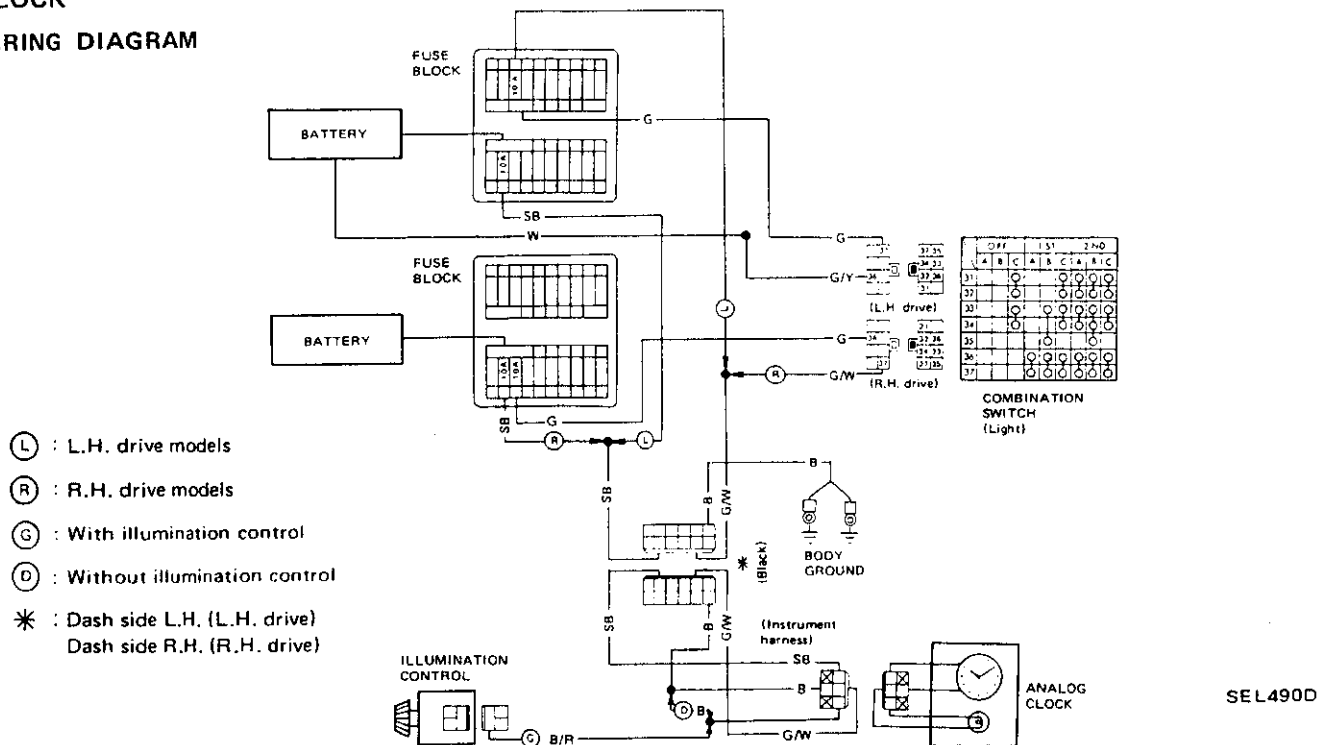 OCK
RING DIAGRAM
FUSE
BLOCK
10A
BATTERY
G
10A
SB
W
FUSE
BLOCK
BATTERY
10A
10A
SB
G
R
L
G
G/Y
(L.H. drive)
L
G
R
G/W
(R.H. drive)
OFF 1ST 2ND
A B C A B C A B C
31
32
33
34
35
36
37
COMBINATION
SWITCH
(Light)
L : L.H. drive models
R : R.H. drive models
G : With illumination control
D : Without illumination control
* : Dash side L.H. (L.H. drive)
Dash side R.H. (R.H. drive)
SB
B
G/W
B
BODY
GROUND
* (Black)
SB
B
G/W
(Instrument
harness)
SB
B
D B
G/W
ILLUMINATION
CONTROL
G B/R
ANALOG
CLOCK
SEL490D